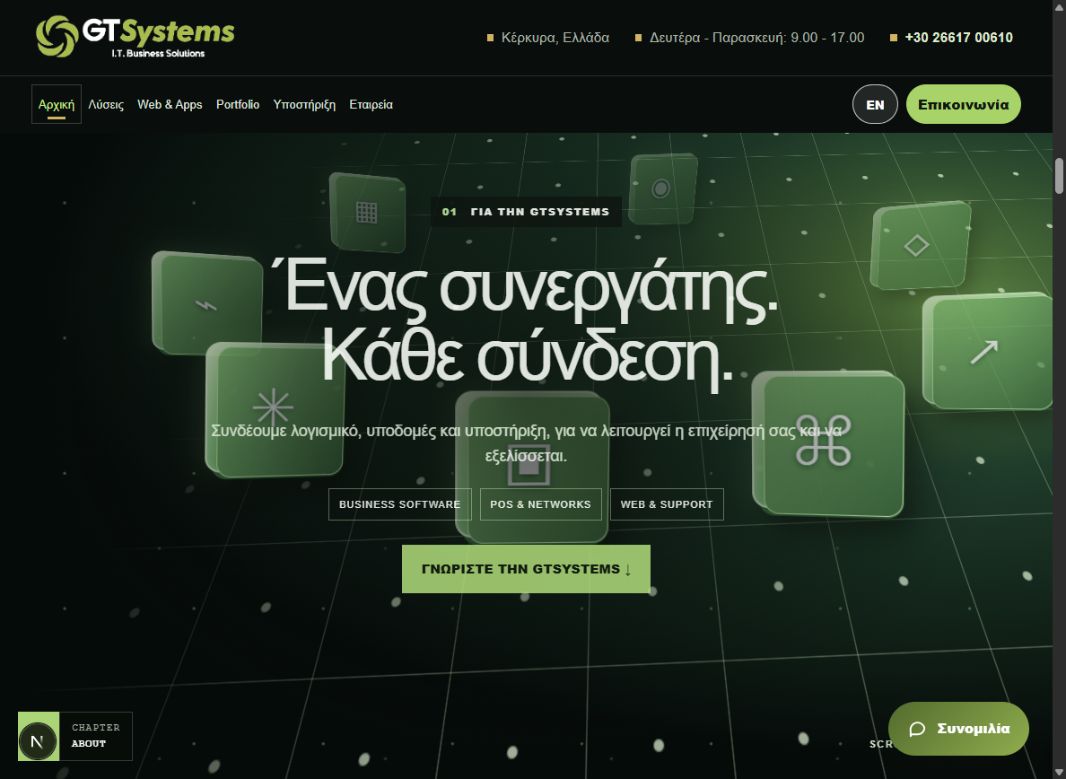 GTSystems
I.T. Business Solutions
Κέρκυρα, Ελλάδα
Δευτέρα - Παρασκευή: 9.00 - 17.00
+30 26617 00610
Αρχική
Λύσεις
Web & Apps
Portfolio
Υποστήριξη
Εταιρεία
EN
Επικοινωνία
01 ΓΙΑ ΤΗΝ GTSYSTEMS
Ένας συνεργάτης.
Κάθε σύνδεση.
Συνδέουμε λογισμικό, υποδομές και υποστήριξη, για να λειτουργεί η επιχείρησή σας και να
εξελίσσεται.
BUSINESS SOFTWARE
POS & NETWORKS
WEB & SUPPORT
ΓΝΩΡΙΣΤΕ ΤΗΝ GTSYSTEMS ↓
N
CHAPTER
ABOUT
SCR
Συνομιλία